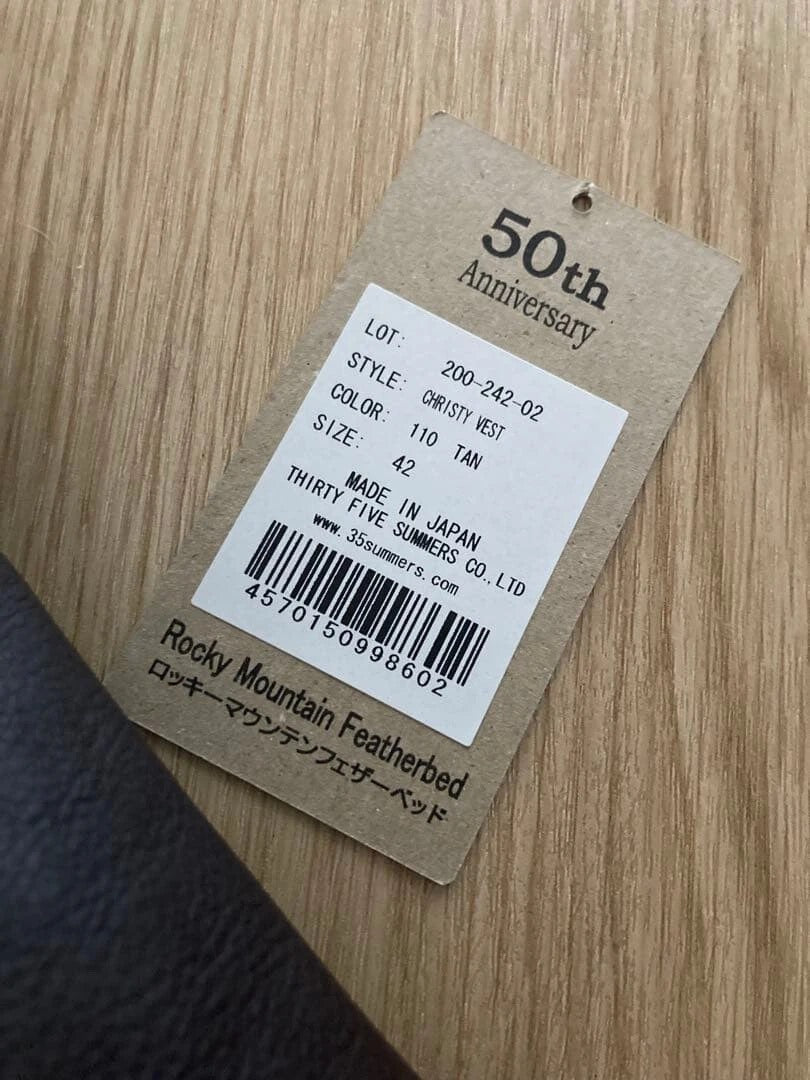 50th
Anniversary
LOT: 200-242-02
STYLE: CHRISTY VEST
COLOR: 110 TAN
SIZE: 42
MADE IN JAPAN
THIRTY FIVE SUMMERS CO.,LTD
www.35summers.com
4570150998602
Rocky Mountain Featherbed
ロッキーマウンテンフェザーベッド